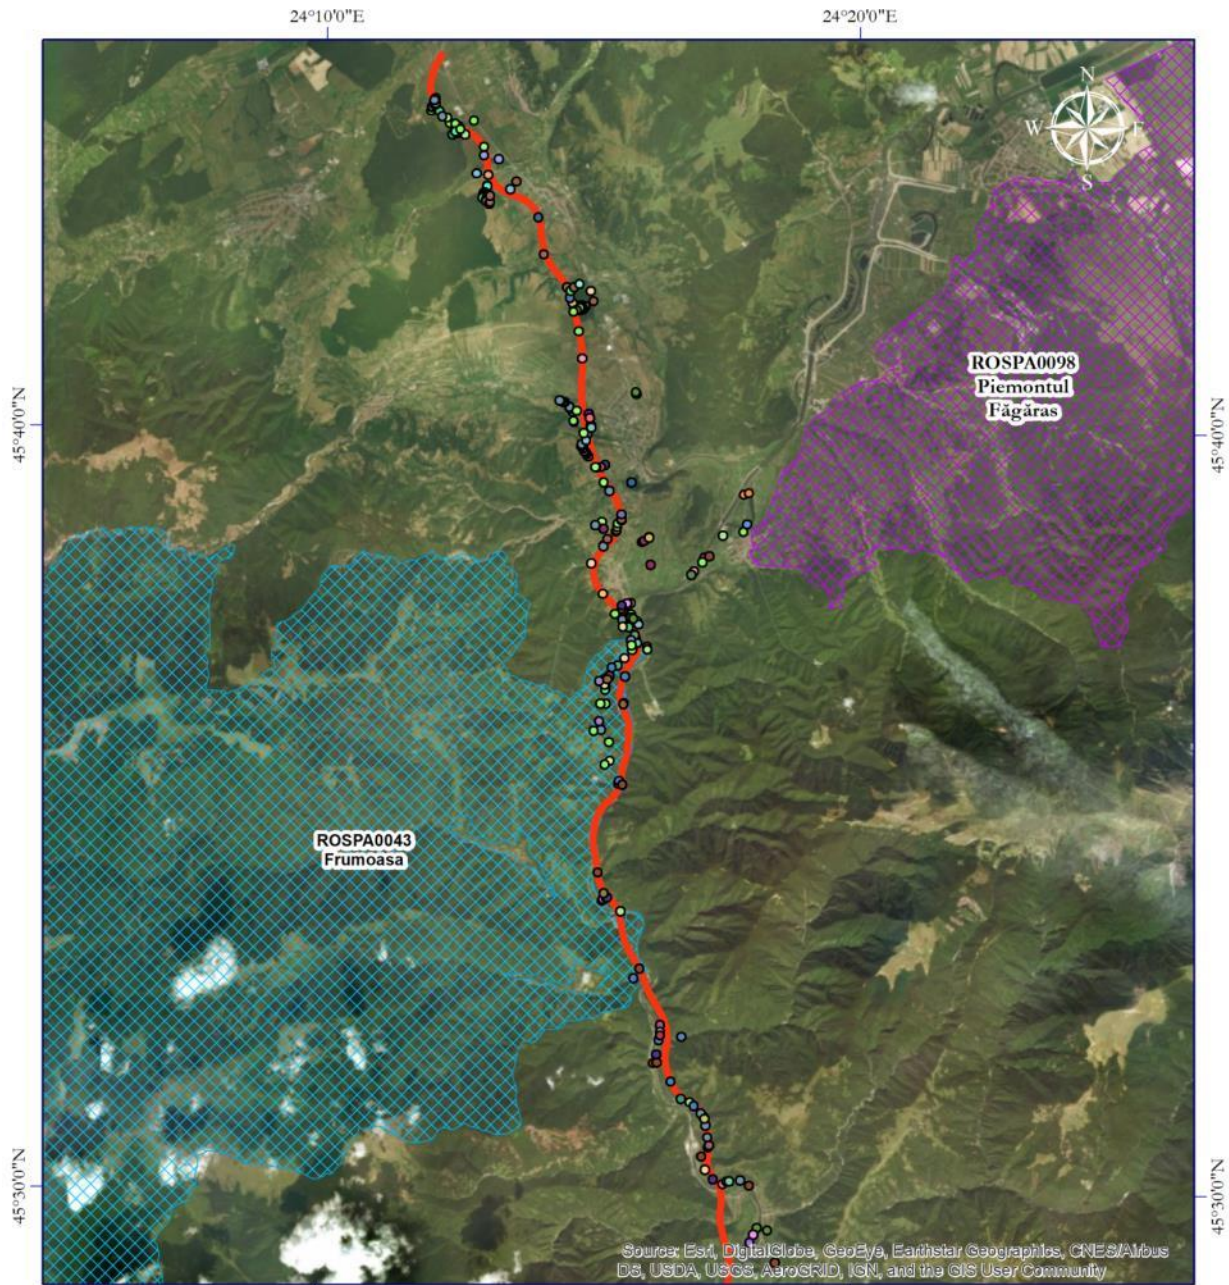 24°10'0"E
24°20'0"E
N
W
E
S
ROSPA0098
Piemontul
Făgăras
45°40'0"N
45°40'0"N
ROSPA0043
Frumoasa
45°30'0"N
45°30'0"N
Source: Esri, DigitalGlobe, GeoEye, Earthstar Geographics, CNES/Airbus
DS, USDA, USGS, AeroGRID, IGN, and the GIS User Community